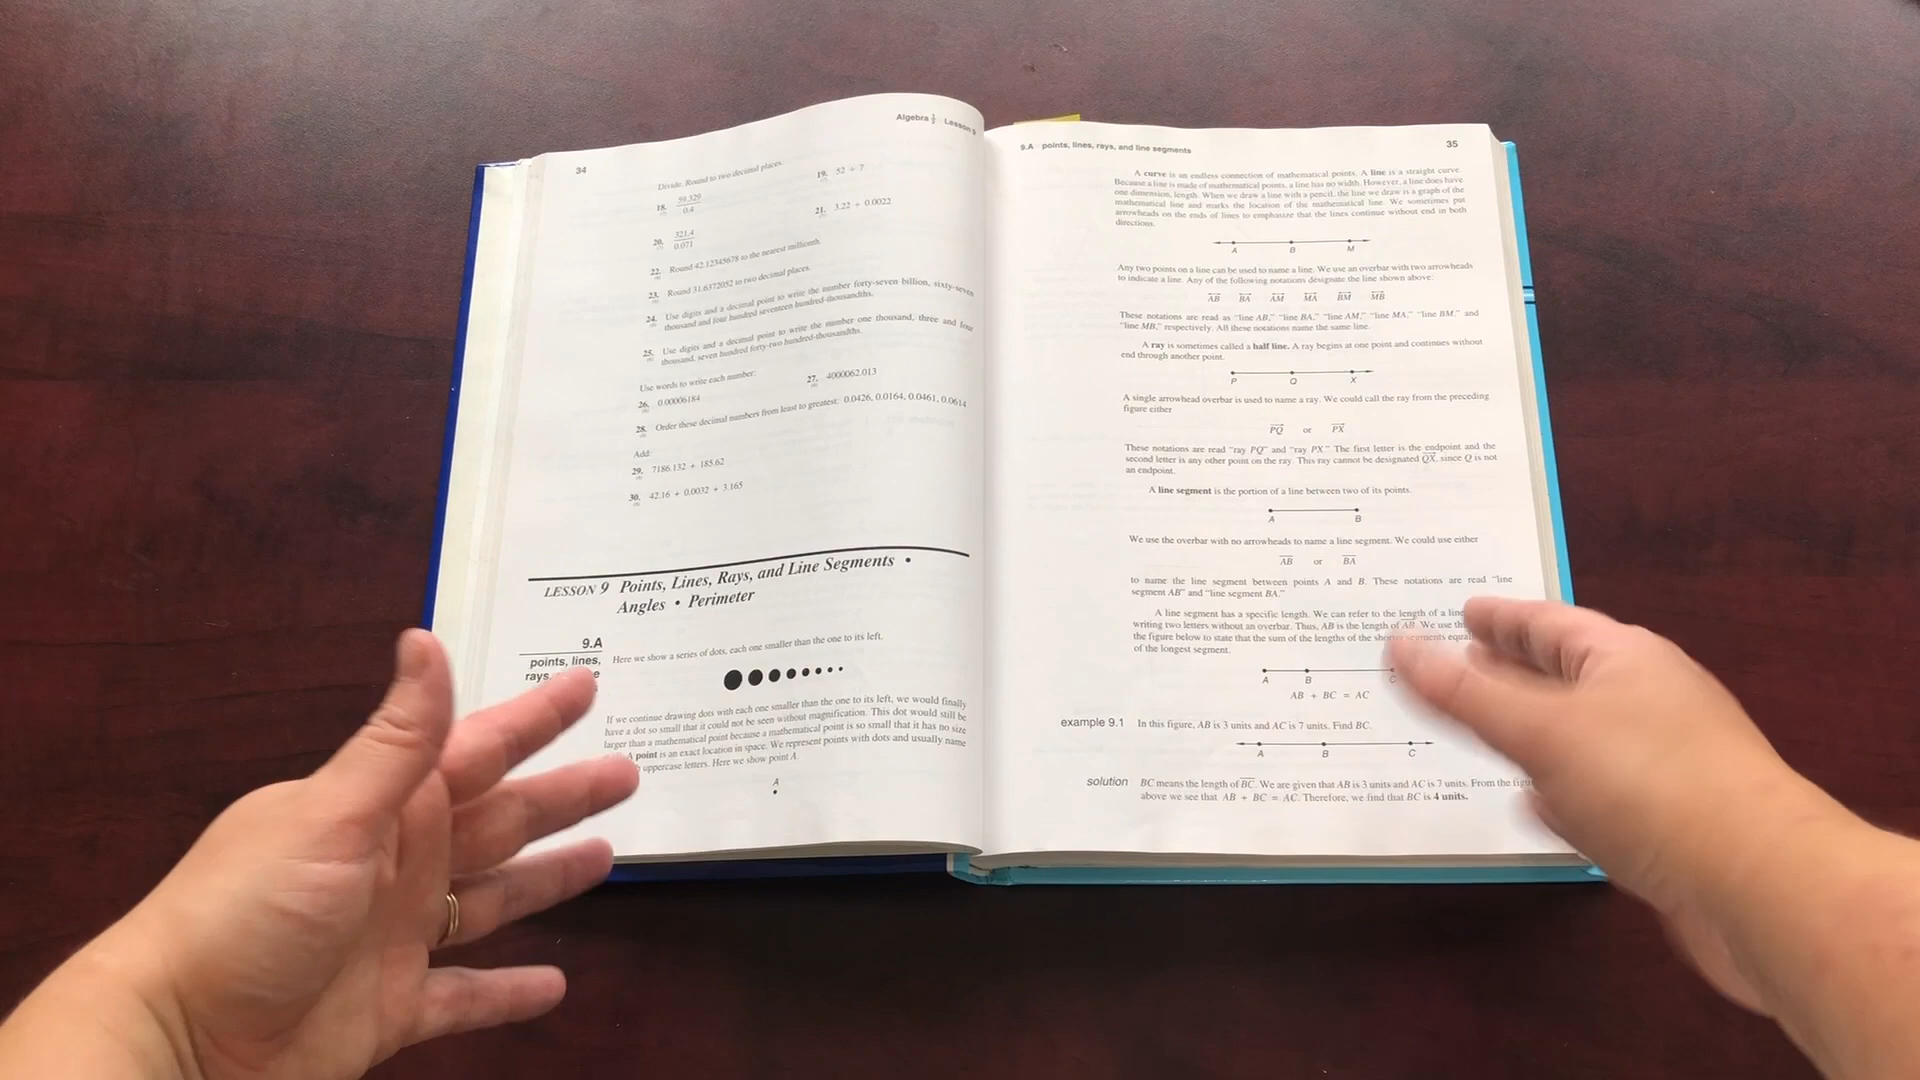 34
Algebra ½ Lesson 9
Divide. Round to two decimal places.
18. 59.329 / 0.4
19. 52 ÷ 7
20. 321.4 / 0.071
21. 3.22 ÷ 0.0022
22. Round 42.12345678 to the nearest millionth.
23. Round 31.6372052 to two decimal places.
24. Use digits and a decimal point to write the number forty-seven billion, sixty-seven
thousand and four hundred seventeen hundred-thousandths.
25. Use digits and a decimal point to write the number one thousand, three and four
thousand, seven hundred forty-two hundred-thousandths.
Use words to write each number:
26. 0.00006184
27. 4000062.013
28. Order these decimal numbers from least to greatest: 0.0426, 0.0164, 0.0461, 0.0614
Add:
29. 7186.132 + 185.62
30. 42.16 + 0.0032 + 3.165
LESSON 9 Points, Lines, Rays, and Line Segments •
Angles • Perimeter
9.A
points, lines,
rays,
Here we show a series of dots, each one smaller than the one to its left.
If we continue drawing dots with each one smaller than the one to its left, we would finally
have a dot so small that it could not be seen without magnification. This dot would still be
larger than a mathematical point because a mathematical point is so small that it has no size
A point is an exact location in space. We represent points with dots and usually name
uppercase letters. Here we show point A.
A
9.A points, lines, rays, and line segments
35
A curve is an endless connection of mathematical points. A line is a straight curve.
Because a line is made of mathematical points, a line has no width. However, a line does have
one dimension, length. When we draw a line with a pencil, the line we draw is a graph of the
mathematical line and marks the location of the mathematical line. We sometimes put
arrowheads on the ends of lines to emphasize that the lines continue without end in both
directions.
A B M
Any two points on a line can be used to name a line. We use an overbar with two arrowheads
to indicate a line. Any of the following notations designate the line shown above:
AB BA AM MA BM MB
These notations are read as "line AB," "line BA," "line AM," "line MA," "line BM," and
"line MB," respectively. All these notations name the same line.
A ray is sometimes called a half line. A ray begins at one point and continues without
end through another point.
P Q X
A single arrowhead overbar is used to name a ray. We could call the ray from the preceding
figure either
PQ or PX
These notations are read "ray PQ" and "ray PX." The first letter is the endpoint and the
second letter is any other point on the ray. This ray cannot be designated QX, since Q is not
an endpoint.
A line segment is the portion of a line between two of its points.
A B
We use the overbar with no arrowheads to name a line segment. We could use either
AB or BA
to name the line segment between points A and B. These notations are read "line
segment AB" and "line segment BA."
A line segment has a specific length. We can refer to the length of a line
writing two letters without an overbar. Thus, AB is the length of AB. We use
the figure below to state that the sum of the lengths of the shorter segments
of the longest segment.
A B C
AB + BC = AC
example 9.1 In this figure, AB is 3 units and AC is 7 units. Find BC.
A B C
solution BC means the length of BC. We are given that AB is 3 units and AC is 7 units. From the
above we see that AB + BC = AC. Therefore, we find that BC is 4 units.